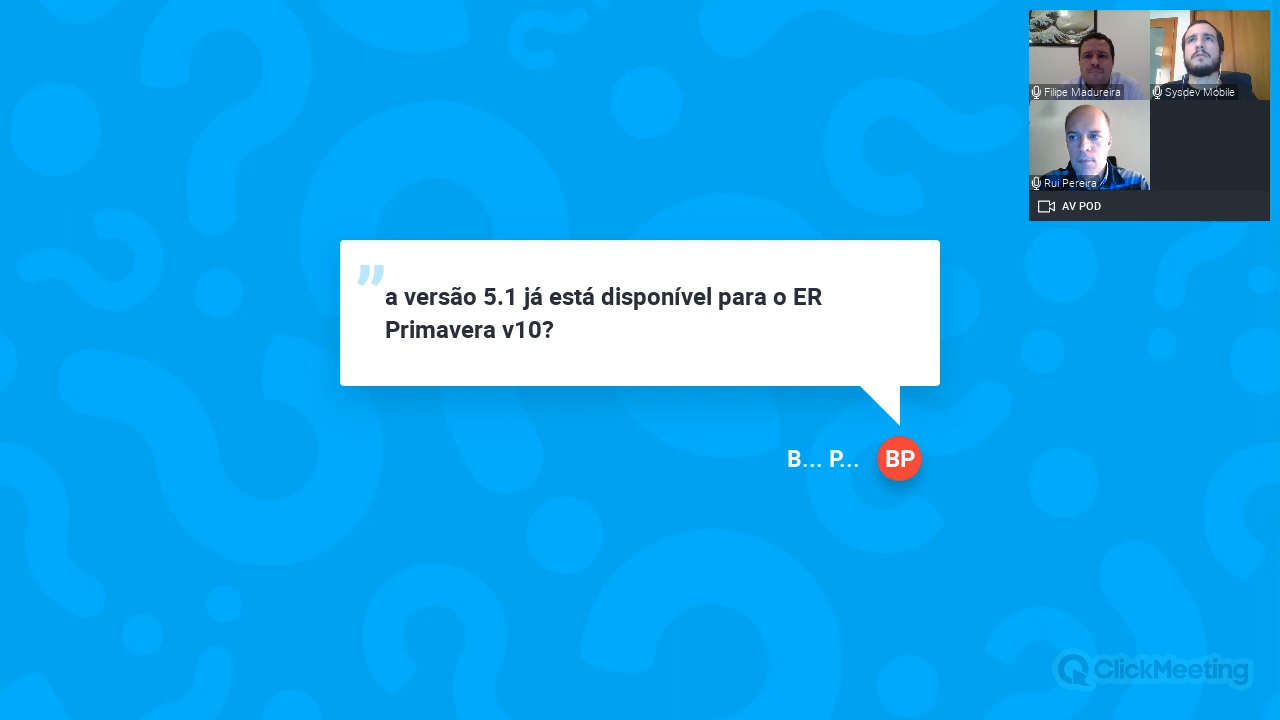 Filipe Madureira
Sysdev Mobile
Rui Pereira
AV POD
a versão 5.1 já está disponível para o ER
Primavera v10?
B... P...
BP
ClickMeeting